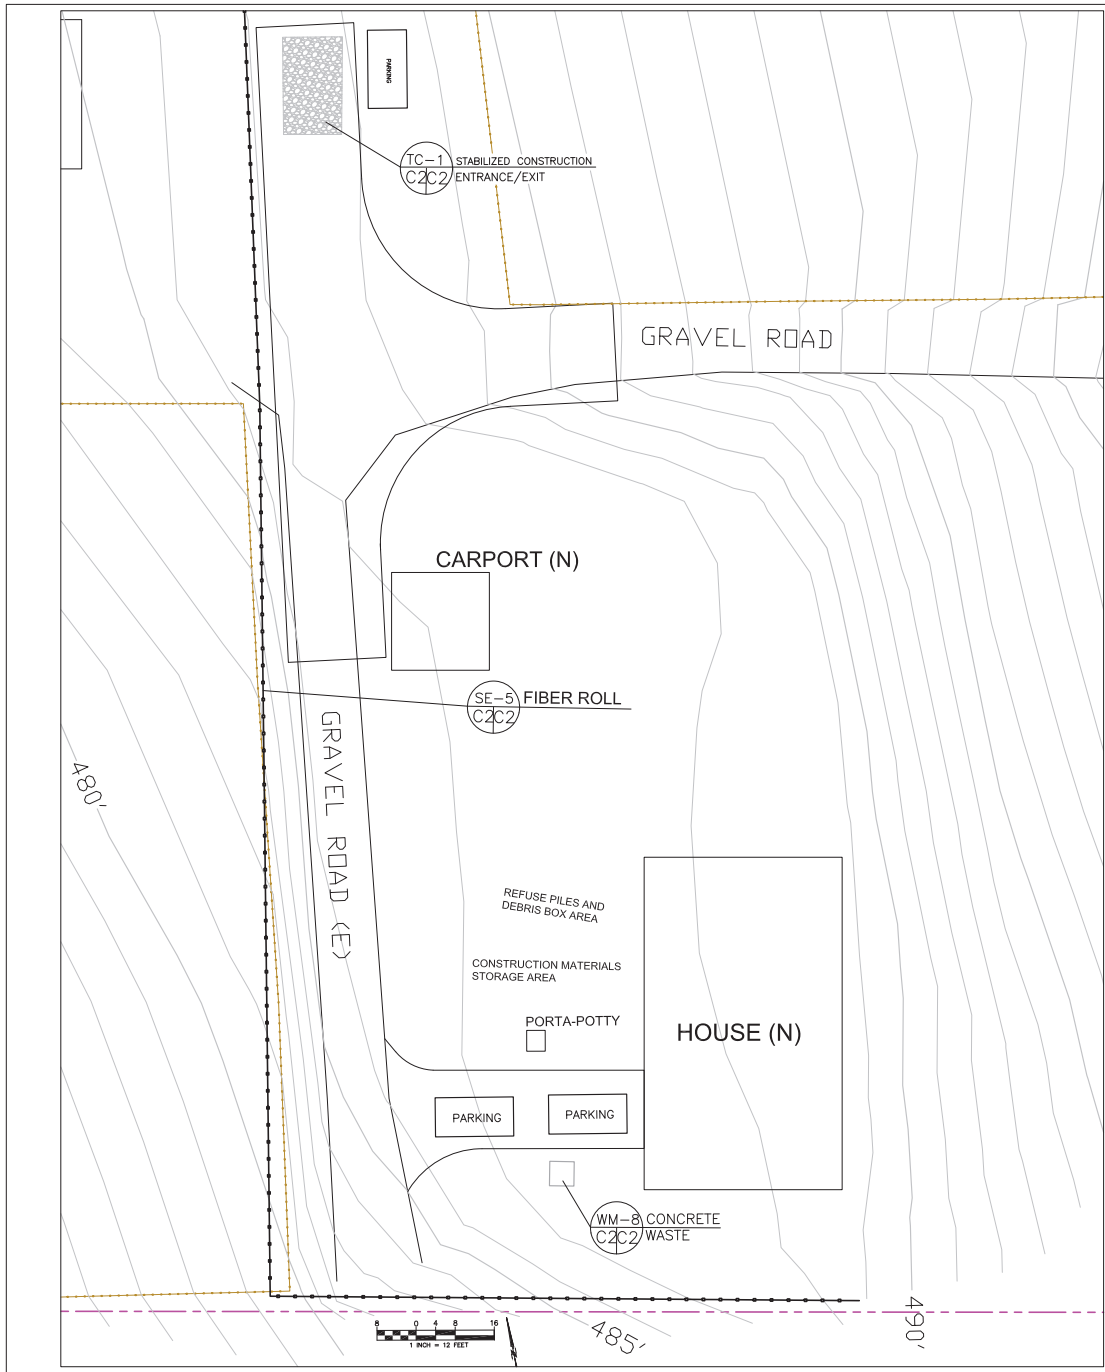 PARKING
TC-1 STABILIZED CONSTRUCTION
C2 C2 ENTRANCE/EXIT
GRAVEL ROAD
CARPORT (N)
SE-5 FIBER ROLL
C2 C2
GRAVEL ROAD (E)
480'
REFUSE PILES AND
DEBRIS BOX AREA
CONSTRUCTION MATERIALS
STORAGE AREA
PORTA-POTTY
HOUSE (N)
PARKING
PARKING
WM-8 CONCRETE
C2 C2 WASTE
490'
485'
8 0 4 8 16
1 INCH = 12 FEET
N